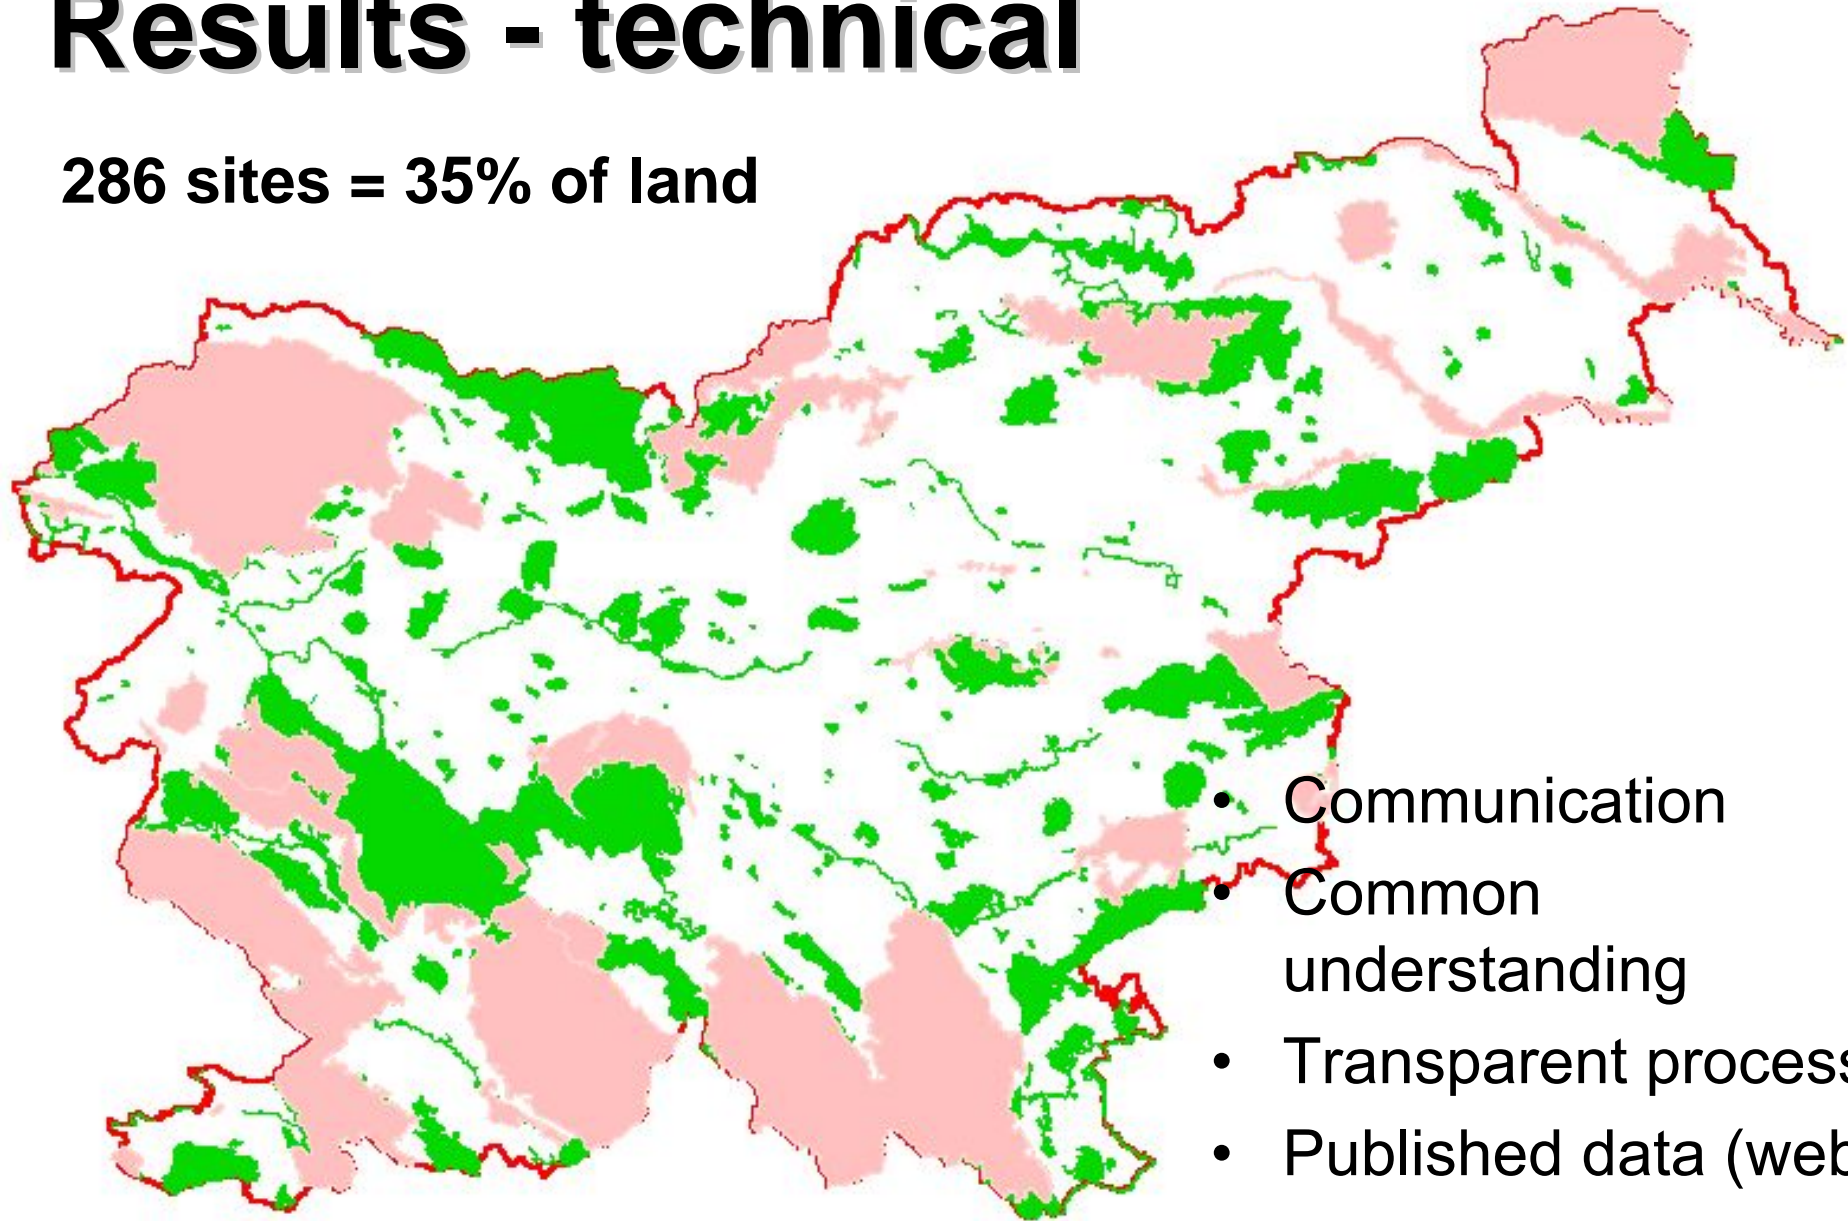 Results - technical
286 sites = 35% of land
• Communication
• Common
understanding
• Transparent process
• Published data (web